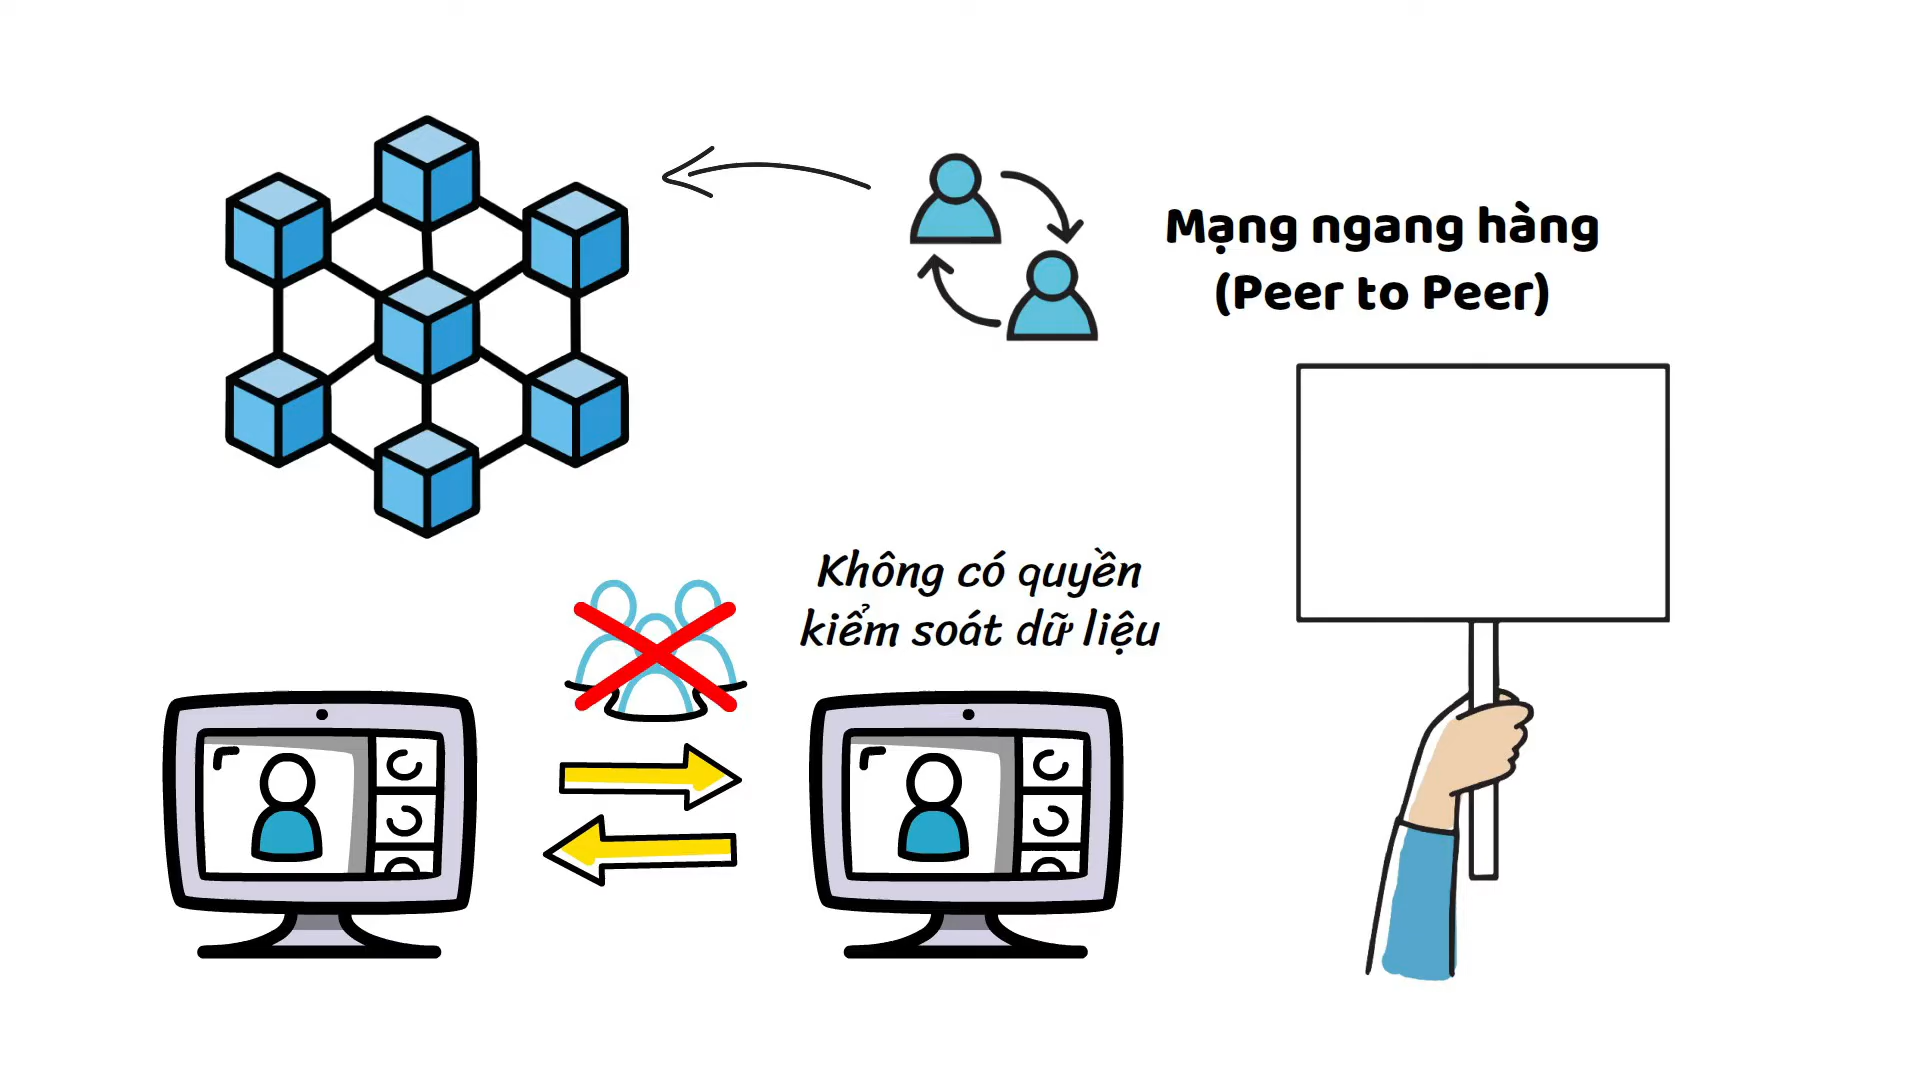 Mạng ngang hàng
(Peer to Peer)
Không có quyền
kiểm soát dữ liệu